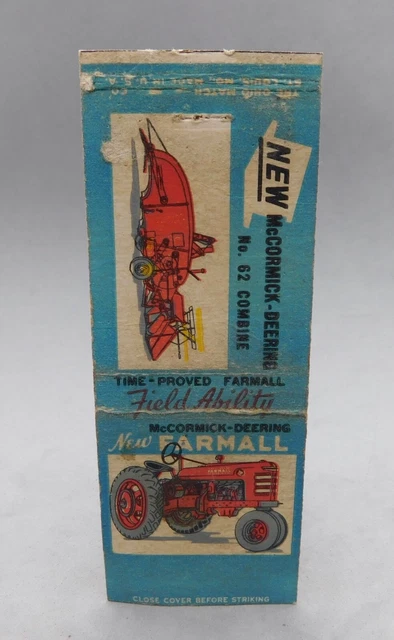 NEW McCORMICK-DEERING
No. 62 COMBINE
TIME-PROVED FARMALL
Field Ability
McCORMICK-DEERING
New FARMALL
FARMALL
CLOSE COVER BEFORE STRIKING